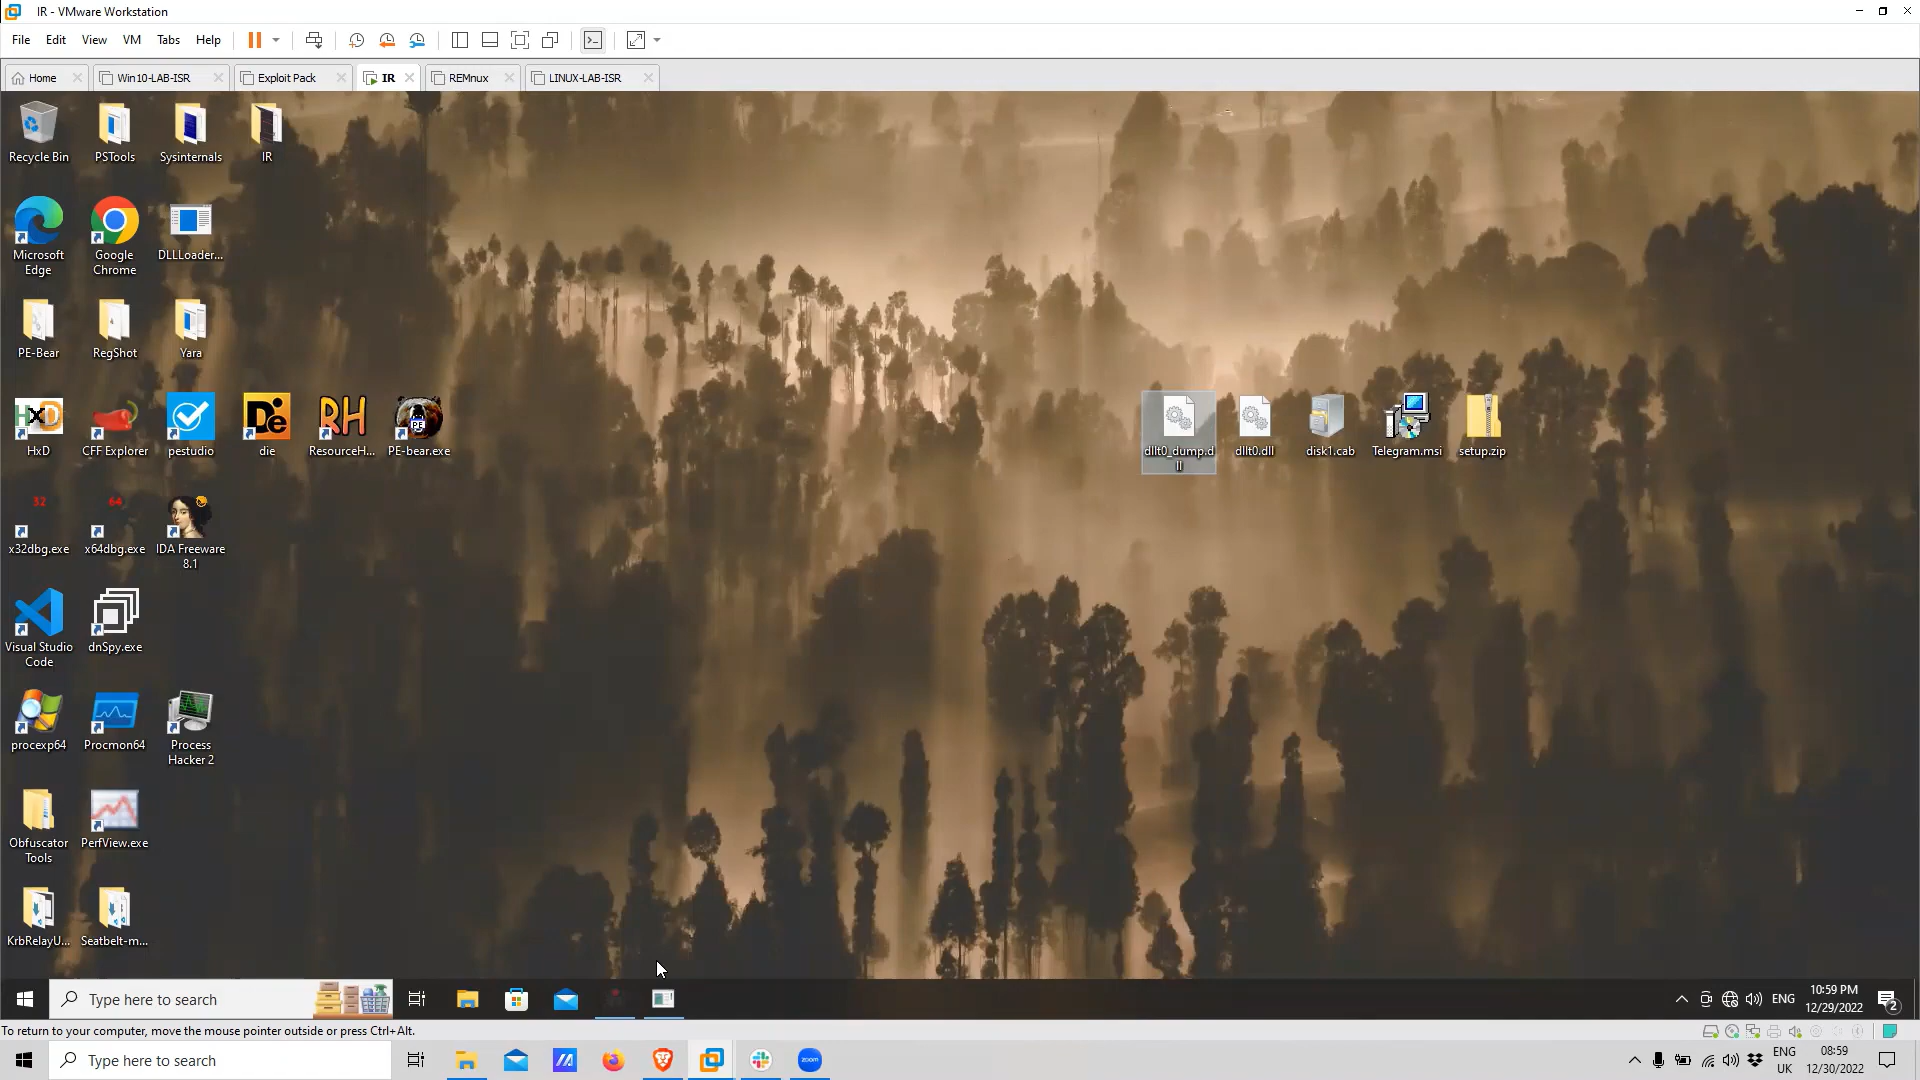 IR - VMware Workstation
File Edit View VM Tabs Help
Home Win10-LAB-ISR Exploit Pack IR REMnux LINUX-LAB-ISR
Recycle Bin PSTools Sysinternals IR
Microsoft Edge Google Chrome DLLLoader...
PE-Bear RegShot Yara
HxD
HxD CFF Explorer pestudio die ResourceH... PE-bear.exe
RH
PE
dllt0_dump.d
ll
dllt0.dll disk1.cab Telegram.msi setup.zip
32 64
x32dbg.exe x64dbg.exe IDA Freeware
8.1
Visual Studio
Code
dnSpy.exe
procexp64 Procmon64 Process
Hacker 2
Obfuscator
Tools
PerfView.exe
KrbRelayU... Seatbelt-m...
Type here to search
ENG
10:59 PM
12/29/2022
2
To return to your computer, move the mouse pointer outside or press Ctrl+Alt.
Type here to search
zoom
ENG
UK
08:59
12/30/2022